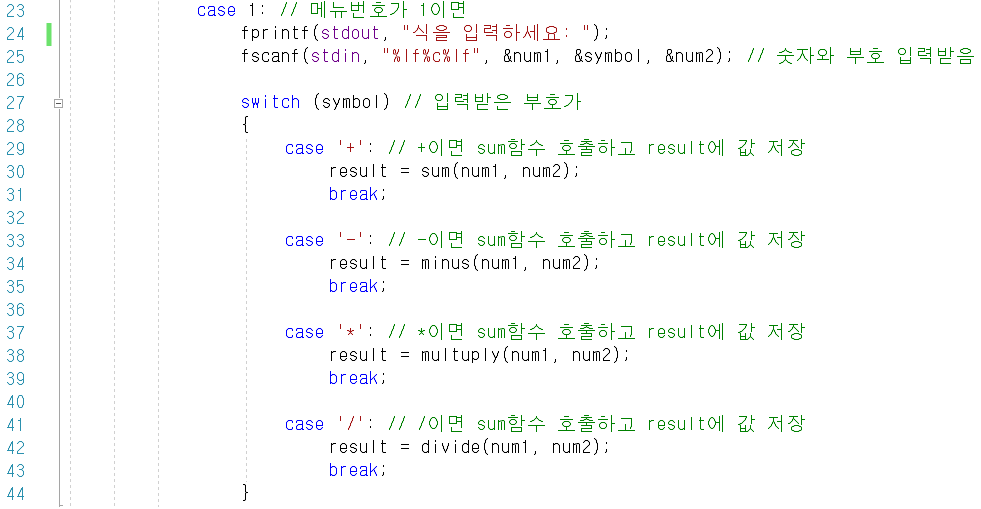 23 case 1: // 메뉴번호가 1이면
24 fprintf(stdout, "식을 입력하세요: ");
25 fscanf(stdin, "%lf%c%lf", &num1, &symbol, &num2); // 숫자와 부호 입력받음
26
27 switch (symbol) // 입력받은 부호가
28 {
29 case '+': // +이면 sum함수 호출하고 result에 값 저장
30 result = sum(num1, num2);
31 break;
32
33 case '-': // -이면 sum함수 호출하고 result에 값 저장
34 result = minus(num1, num2);
35 break;
36
37 case '*': // *이면 sum함수 호출하고 result에 값 저장
38 result = multuply(num1, num2);
39 break;
40
41 case '/': // /이면 sum함수 호출하고 result에 값 저장
42 result = divide(num1, num2);
43 break;
44 }